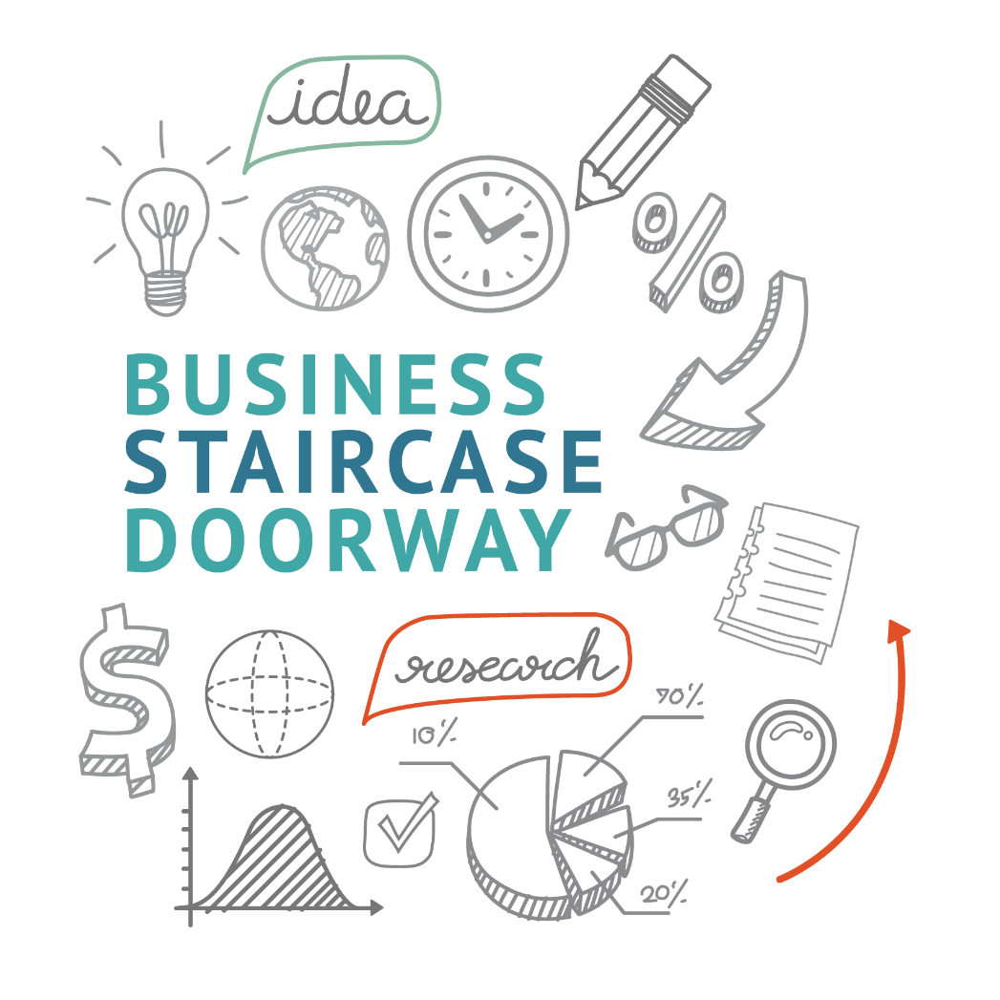 idea
%
BUSINESS
STAIRCASE
DOORWAY
$
research
70%
10%
35%
20%